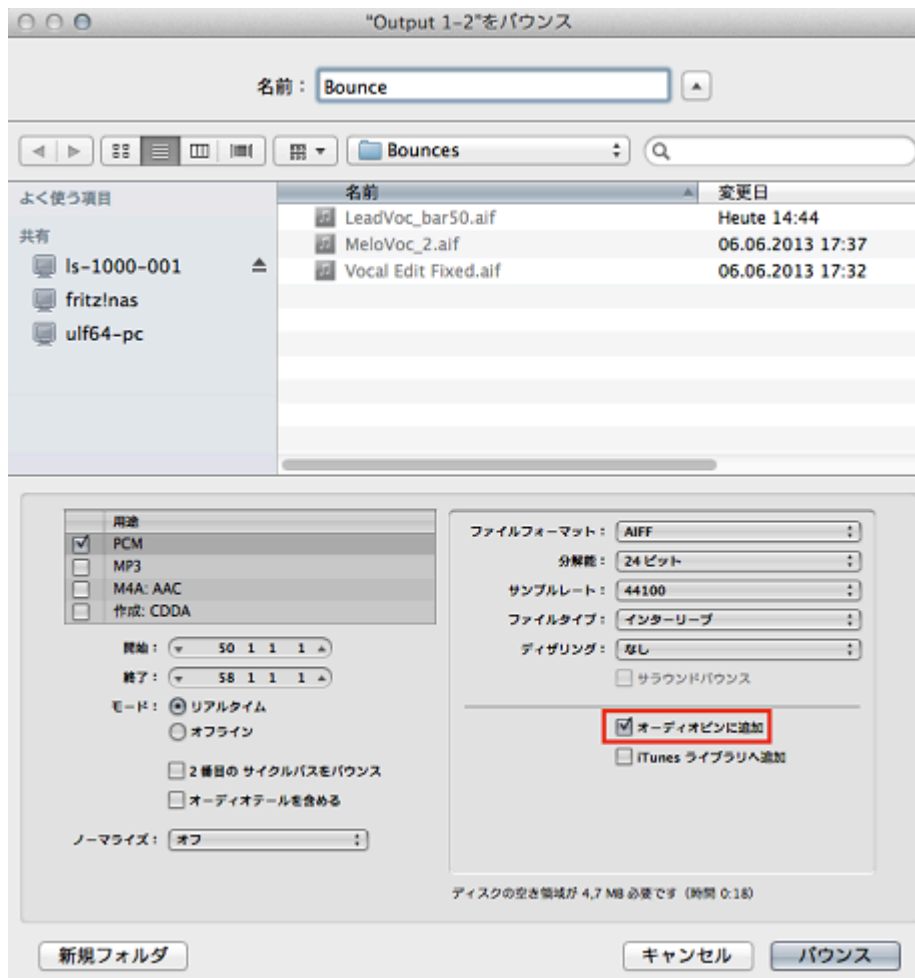 "Output 1-2"をバウンス
名前： Bounce
Bounces
よく使う項目
共有
ls-1000-001
fritz!nas
ulf64-pc
名前 変更日
LeadVoc_bar50.aif Heute 14:44
MeloVoc_2.aif 06.06.2013 17:37
Vocal Edit Fixed.aif 06.06.2013 17:32
用途
PCM
MP3
M4A: AAC
作成: CDDA
開始： 50 1 1 1
終了： 58 1 1 1
モード： リアルタイム
オフライン
2 番目の サイクルパスをバウンス
オーディオテールを含める
ノーマライズ： オフ
ファイルフォーマット： AIFF
分解能： 24 ビット
サンプルレート： 44100
ファイルタイプ： インターリーブ
ディザリング： なし
サラウンドバウンス
オーディオビンに追加
iTunes ライブラリへ追加
ディスクの空き領域が 4,7 MB 必要です（時間 0:18）
新規フォルダ キャンセル バウンス